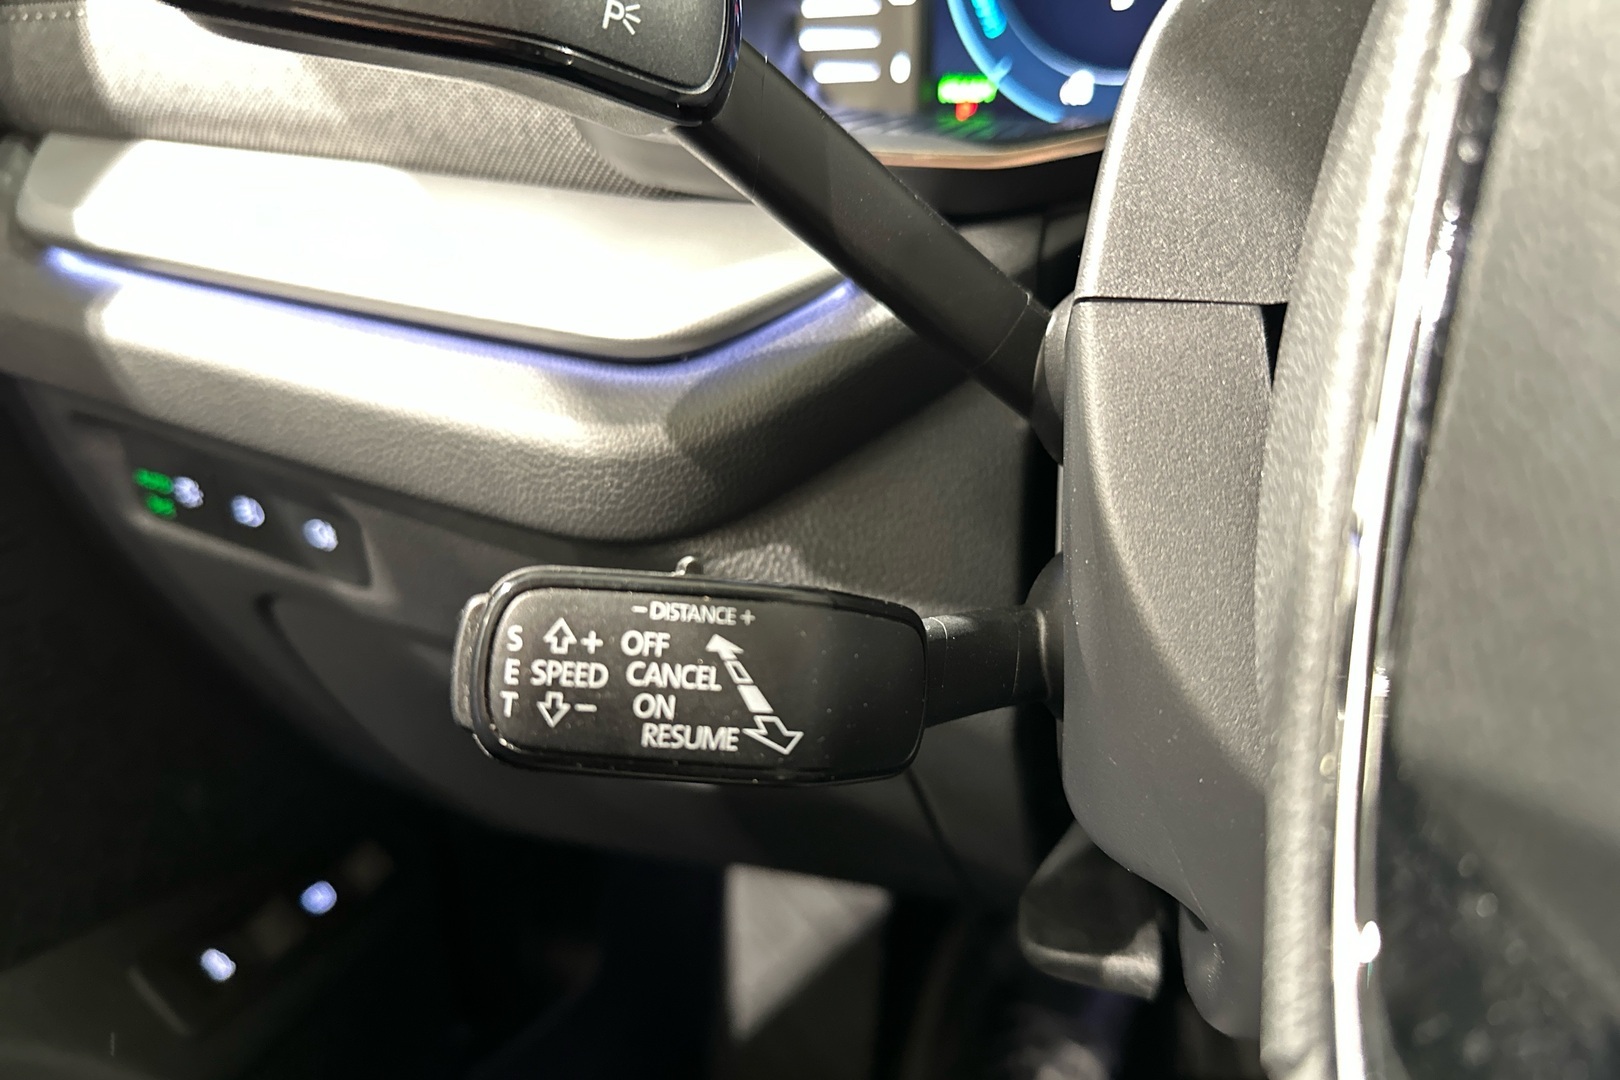 P
- DISTANCE +
S + OFF
E SPEED CANCEL
T - ON
RESUME